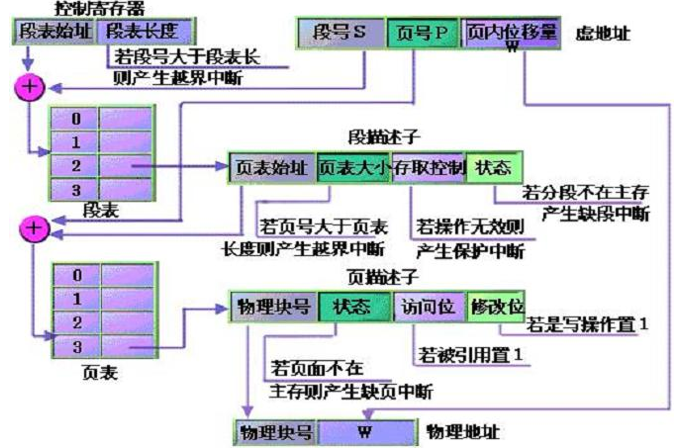 控制寄存器
段表始址 段表长度
段号S 页号P 页内位移量W 虚地址
若段号大于段表长
则产生越界中断
+
0
1
2
3
段表
段描述子
页表始址 页表大小 存取控制 状态
若分段不在主存
产生缺段中断
若页号大于页表
长度则产生越界中断
若操作无效则
产生保护中断
+
0
1
2
3
页表
页描述子
物理块号 状态 访问位 修改位
若是写操作置1
若被引用置1
若页面不在
主存则产生缺页中断
物理块号 W 物理地址